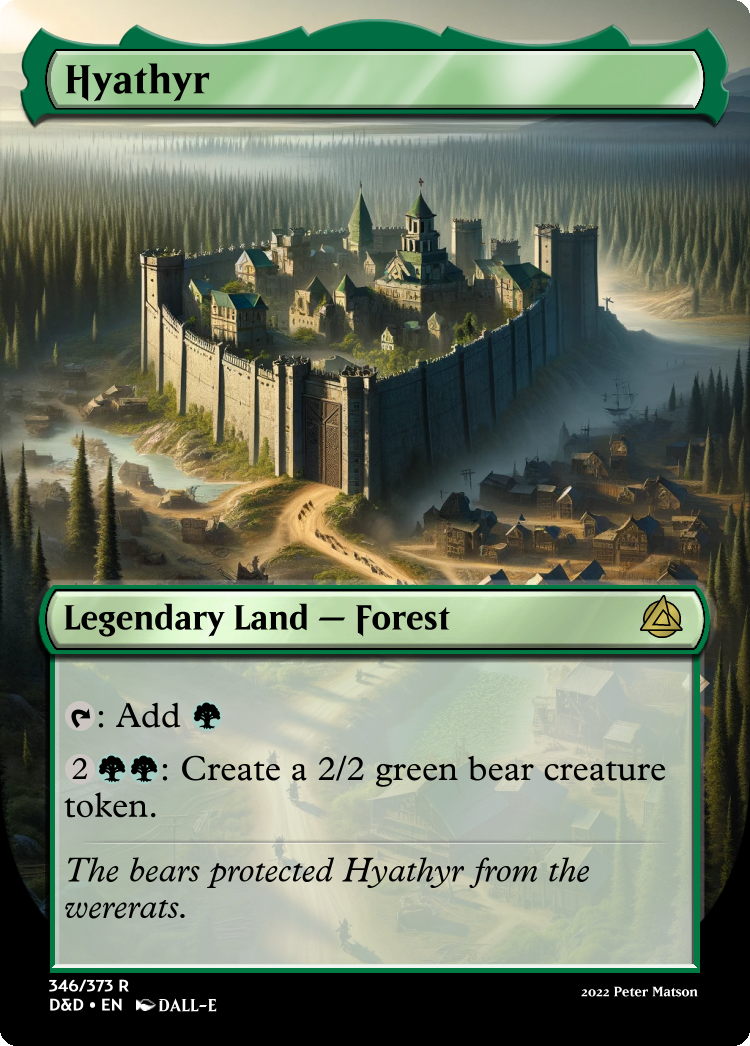 Hyathyr
Legendary Land — Forest
: Add
2 : Create a 2/2 green bear creature
token.
The bears protected Hyathyr from the
wererats.
346/373 R
D&D • EN DALL-E
2022 Peter Matson